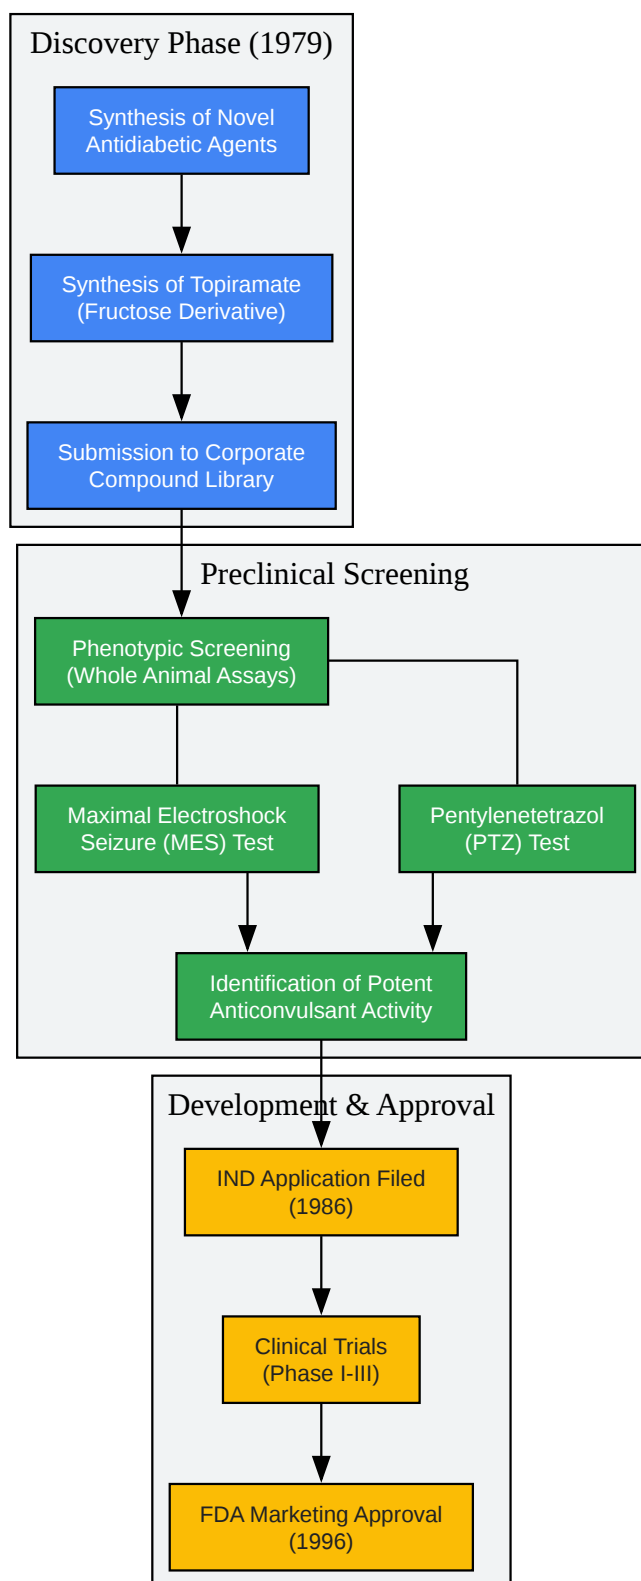 Discovery Phase (1979)
Synthesis of Novel
Antidiabetic Agents
Synthesis of Topiramate
(Fructose Derivative)
Submission to Corporate
Compound Library
Preclinical Screening
Phenotypic Screening
(Whole Animal Assays)
Maximal Electroshock
Seizure (MES) Test
Pentylenetetrazol
(PTZ) Test
Identification of Potent
Anticonvulsant Activity
Development & Approval
IND Application Filed
(1986)
Clinical Trials
(Phase I-III)
FDA Marketing Approval
(1996)